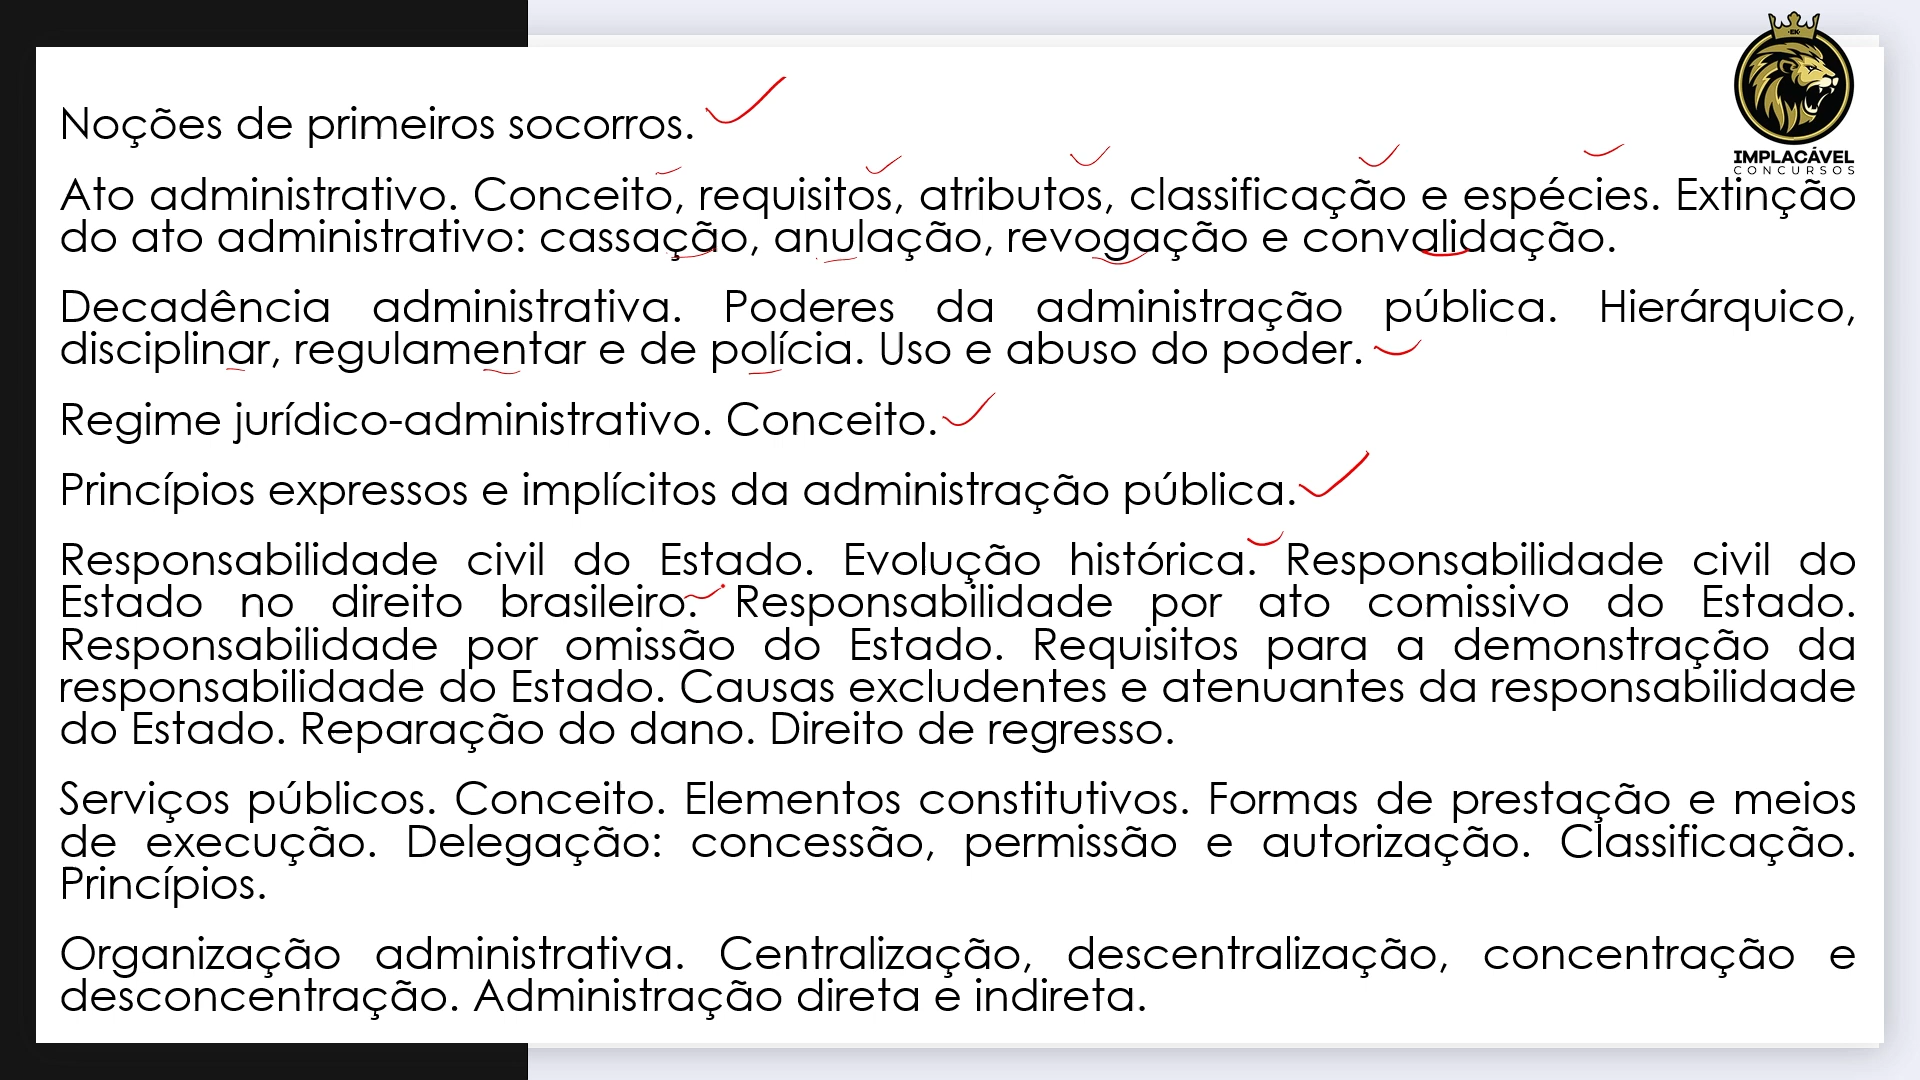 EK
IMPLACÁVEL
CONCURSOS
Noções de primeiros socorros.
Ato administrativo. Conceito, requisitos, atributos, classificação e espécies. Extinção
do ato administrativo: cassação, anulação, revogação e convalidação.
Decadência administrativa. Poderes da administração pública. Hierárquico,
disciplinar, regulamentar e de polícia. Uso e abuso do poder.
Regime jurídico-administrativo. Conceito.
Princípios expressos e implícitos da administração pública.
Responsabilidade civil do Estado. Evolução histórica. Responsabilidade civil do
Estado no direito brasileiro. Responsabilidade por ato comissivo do Estado.
Responsabilidade por omissão do Estado. Requisitos para a demonstração da
responsabilidade do Estado. Causas excludentes e atenuantes da responsabilidade
do Estado. Reparação do dano. Direito de regresso.
Serviços públicos. Conceito. Elementos constitutivos. Formas de prestação e meios
de execução. Delegação: concessão, permissão e autorização. Classificação.
Princípios.
Organização administrativa. Centralização, descentralização, concentração e
desconcentração. Administração direta e indireta.